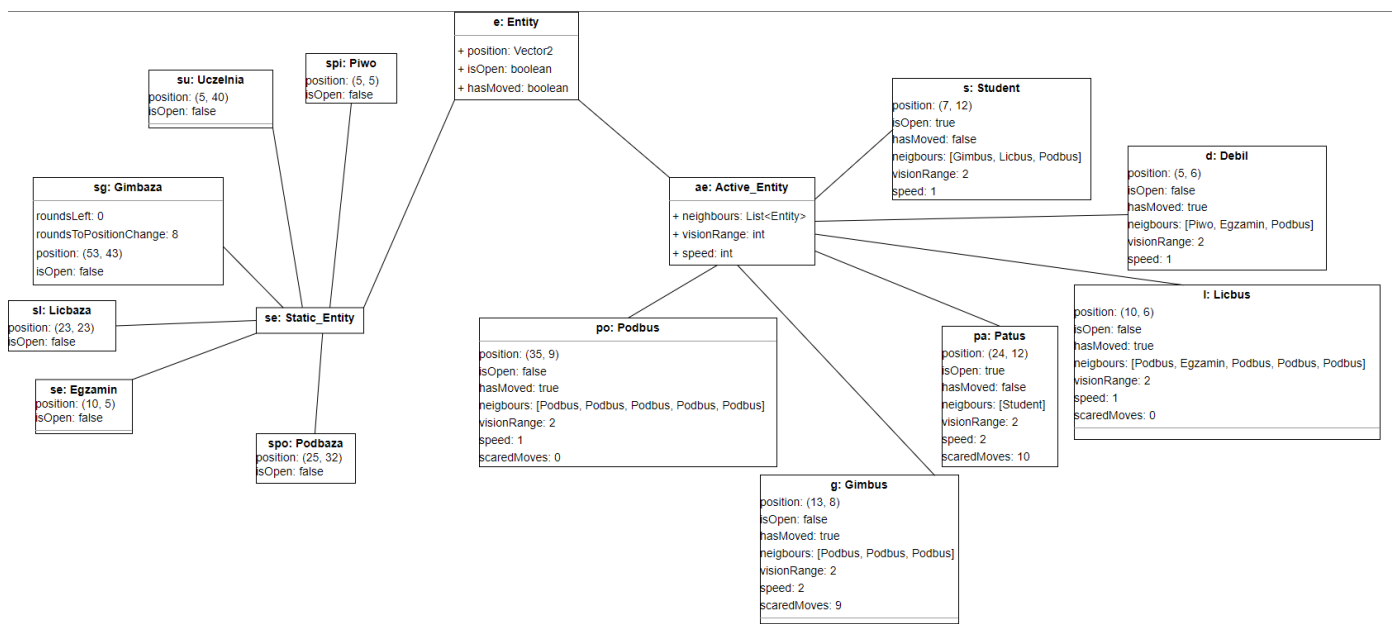 e: Entity
+ position: Vector2
+ isOpen: boolean
+ hasMoved: boolean
spi: Piwo
position: (5, 5)
isOpen: false
su: Uczelnia
position: (5, 40)
isOpen: false
s: Student
position: (7, 12)
isOpen: true
hasMoved: false
neigbours: [Gimbus, Licbus, Podbus]
visionRange: 2
speed: 1
d: Debil
position: (5, 6)
isOpen: false
hasMoved: true
neigbours: [Piwo, Egzamin, Podbus]
visionRange: 2
speed: 1
sg: Gimbaza
roundsLeft: 0
roundsToPositionChange: 8
position: (53, 43)
isOpen: false
ae: Active_Entity
+ neighbours: List<Entity>
+ visionRange: int
+ speed: int
l: Licbus
position: (10, 6)
isOpen: false
hasMoved: true
neigbours: [Podbus, Egzamin, Podbus, Podbus, Podbus]
visionRange: 2
speed: 1
scaredMoves: 0
sl: Licbaza
position: (23, 23)
isOpen: false
se: Static_Entity
po: Podbus
position: (35, 9)
isOpen: false
hasMoved: true
neigbours: [Podbus, Podbus, Podbus, Podbus, Podbus]
visionRange: 2
speed: 1
scaredMoves: 0
pa: Patus
position: (24, 12)
isOpen: true
hasMoved: false
neigbours: [Student]
visionRange: 2
speed: 2
scaredMoves: 10
se: Egzamin
position: (10, 5)
isOpen: false
spo: Podbaza
position: (25, 32)
isOpen: false
g: Gimbus
position: (13, 8)
isOpen: false
hasMoved: true
neigbours: [Podbus, Podbus, Podbus]
visionRange: 2
speed: 2
scaredMoves: 9